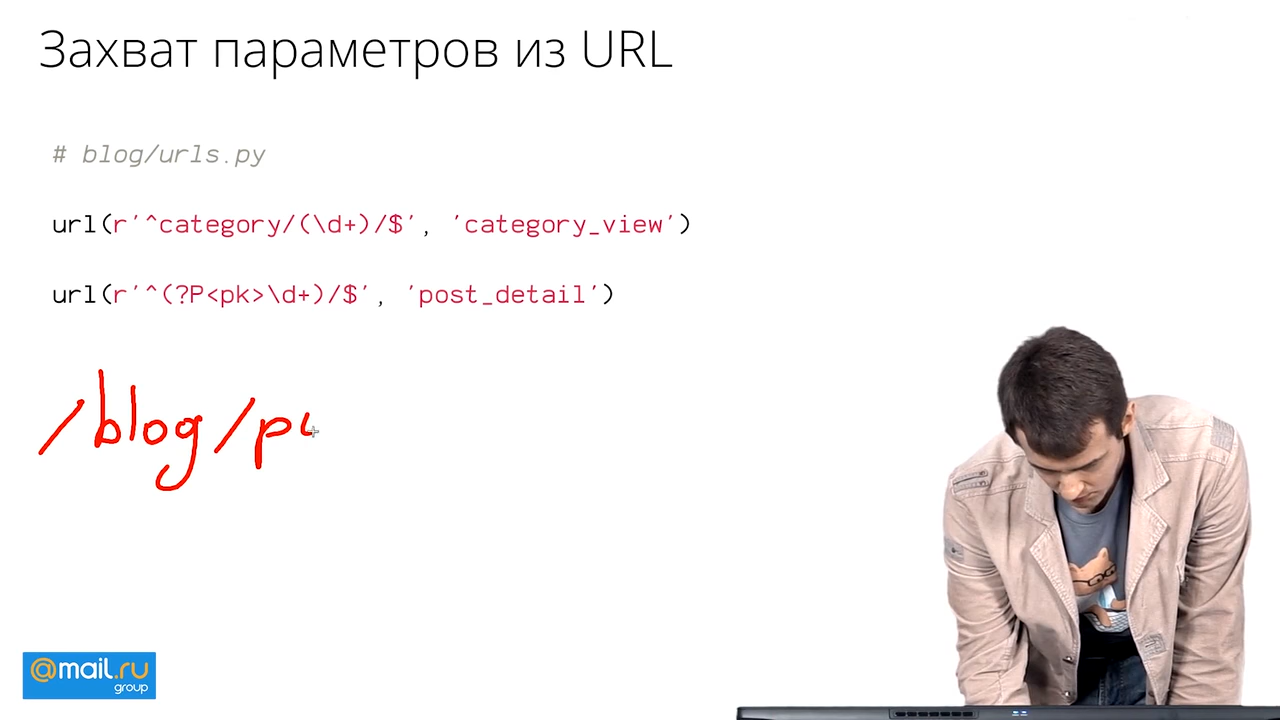 Захват параметров из URL
# blog/urls.py
url(r'^category/(\d+)/$', 'category_view')
url(r'^(?P<pk>\d+)/$', 'post_detail')
/blog/p
@mail.ru
group